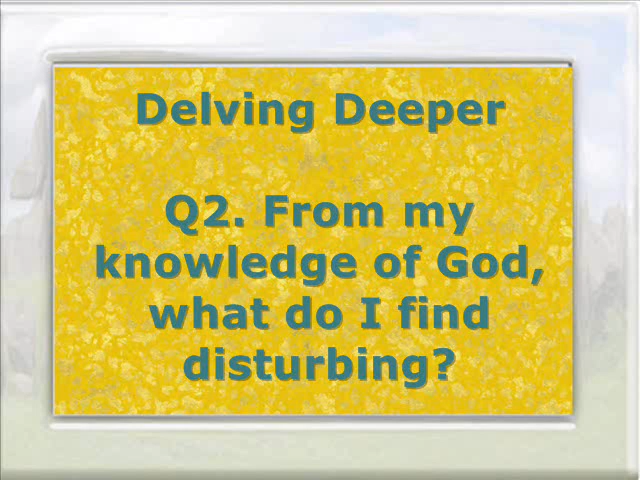 Delving Deeper
Q2. From my
knowledge of God,
what do I find
disturbing?